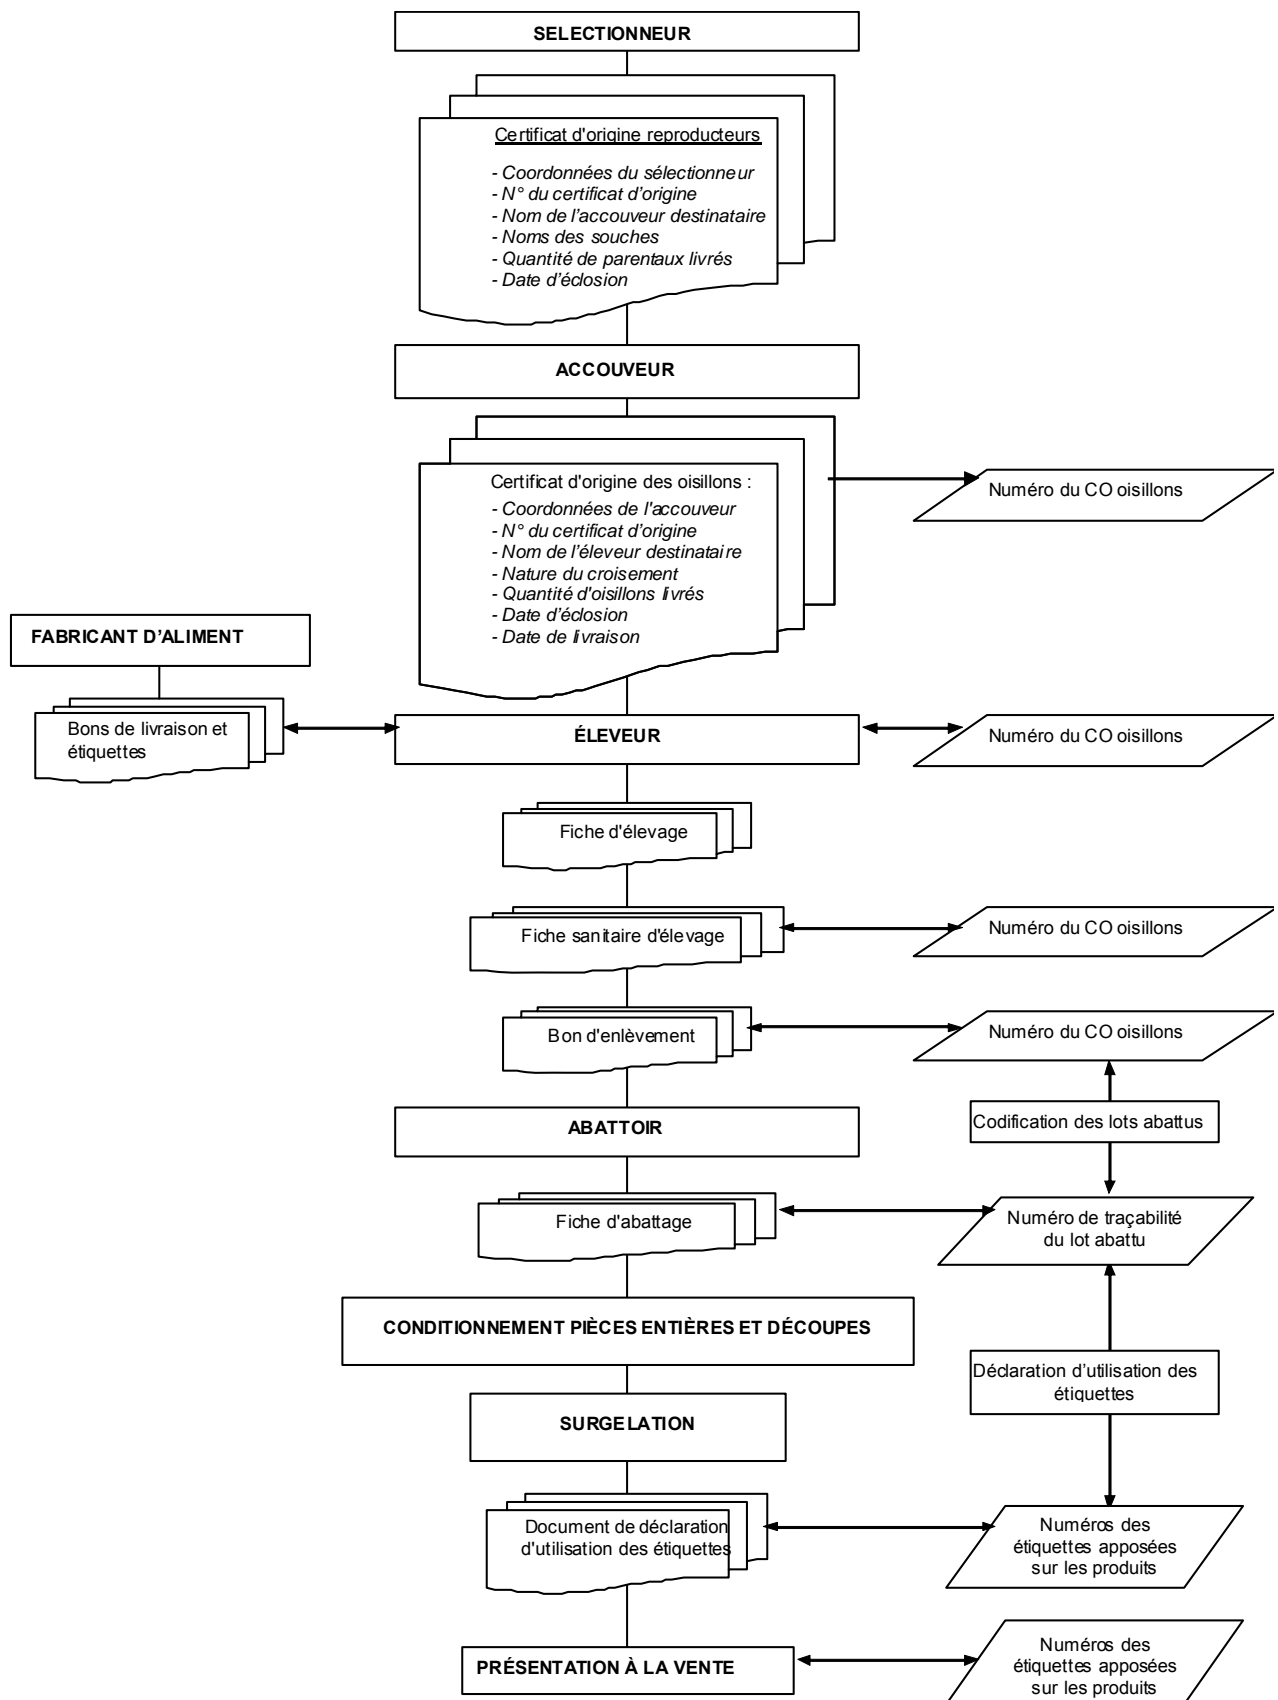 SELECTIONNEUR
Certificat d'origine reproducteurs
- Coordonnées du sélectionneur
- N° du certificat d'origine
- Nom de l'accouveur destinataire
- Noms des souches
- Quantité de parentaux livrés
- Date d'éclosion
ACCOUVEUR
Certificat d'origine des oisillons :
- Coordonnées de l'accouveur
- N° du certificat d'origine
- Nom de l'éleveur destinataire
- Nature du croisement
- Quantité d'oisillons livrés
- Date d'éclosion
- Date de livraison
Numéro du CO oisillons
FABRICANT D'ALIMENT
Bons de livraison et
étiquettes
ÉLEVEUR
Numéro du CO oisillons
Fiche d'élevage
Fiche sanitaire d'élevage
Numéro du CO oisillons
Bon d'enlèvement
Numéro du CO oisillons
Codification des lots abattus
ABATTOIR
Fiche d'abattage
Numéro de traçabilité
du lot abattu
CONDITIONNEMENT PIÈCES ENTIÈRES ET DÉCOUPES
Déclaration d'utilisation des
étiquettes
SURGELATION
Document de déclaration
d'utilisation des étiquettes
Numéros des
étiquettes apposées
sur les produits
PRÉSENTATION À LA VENTE
Numéros des
étiquettes apposées
sur les produits